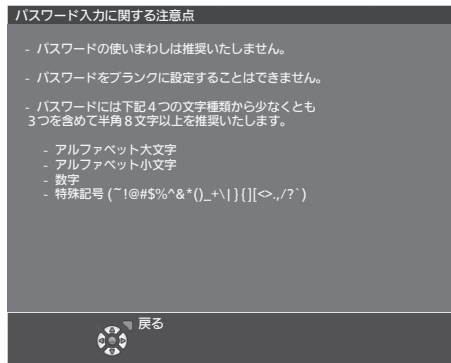 パスワード入力に関する注意点
- パスワードの使いまわしは推奨いたしません。
- パスワードをブランクに設定することはできません。
- パスワードには下記４つの文字種類から少なくとも
３つを含めて半角８文字以上を推奨いたします。
- アルファベット大文字
- アルファベット小文字
- 数字
- 特殊記号 (~!@#$%^&*()_+\|}{][<>.,/?`)
戻る